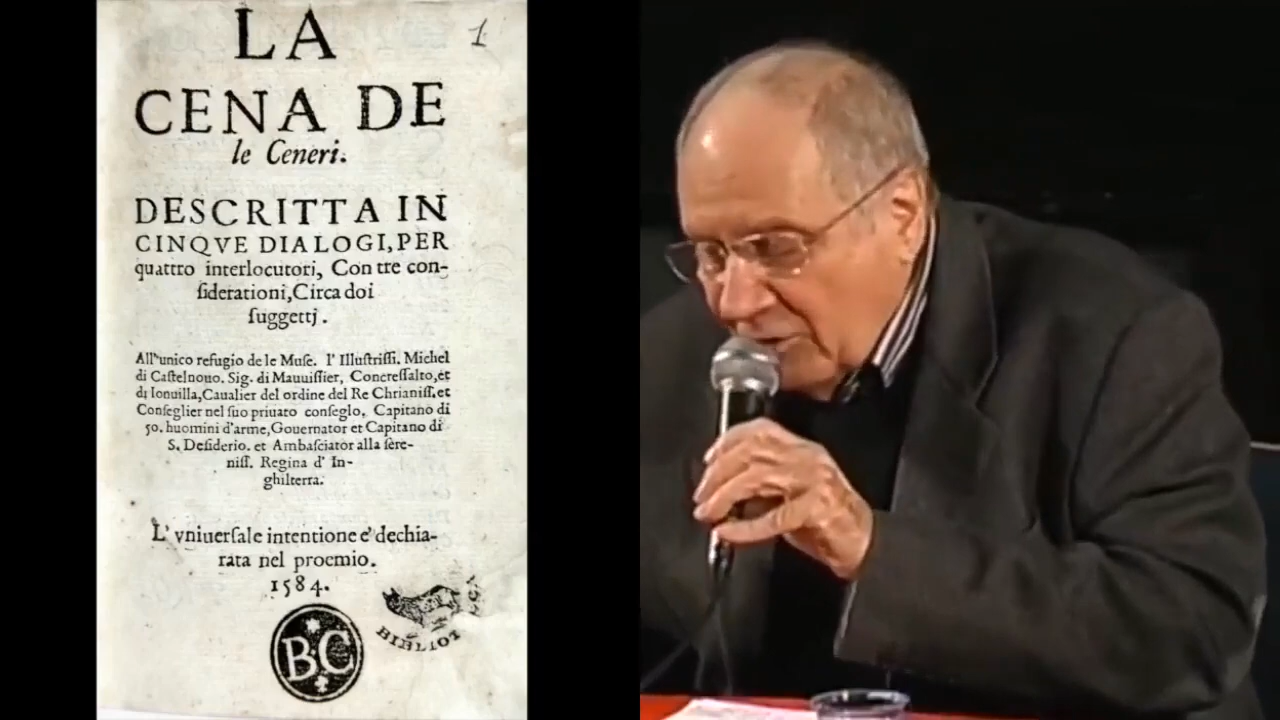 1
LA
CENA DE
le Ceneri.
DESCRITTA IN
CINQVE DIALOGI, PER
quattro interlocutori, Con tre con-
ſiderationi, Circa doi
ſuggettj.
All'unico refugio de le Muſe. l'Illuſtriſſi. Michel
di Caſtelnouo. Sig. di Mauuiſſier, Concreſſalto, et
di Ionuilla, Caualier del ordine del Re Chrianiſſ. et
Conſeglier nel ſuo priuato conſeglo, Capitano di
50. huomini d'arme, Gouernator et Capitano di
S. Deſiderio. et Ambaſciator alla ſere-
niſſ. Regina d' In-
ghilterra.
L' vniuerſale intentione e' dechia-
rata nel proemio.
1584.
BC